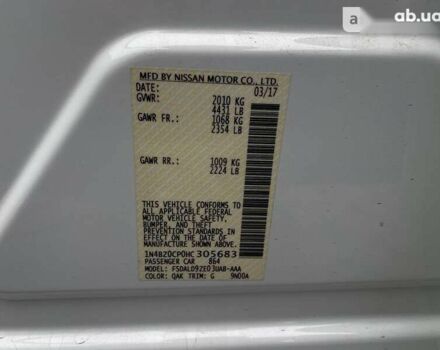 a ab.ua
MFD BY NISSAN MOTOR CO., LTD.
DATE: 03/17
GVWR: 2010 KG
4431 LB
GAWR FR.: 1068 KG
2354 LB
GAWR RR.: 1009 KG
2224 LB
THIS VEHICLE CONFORMS TO ALL
APPLICABLE U.S. FEDERAL
MOTOR VEHICLE SAFETY,
BUMPER, AND THEFT
PREVENTION STANDARDS IN
EFFECT ON THE DATE OF
MANUFACTURE SHOWN ABOVE.
1N4BZ0CP0HC305683
PASSENGER CAR 864
MODEL: FSDALD9ZE03UAB-AAA
COLOR: QAK TRIM: G 9N00A